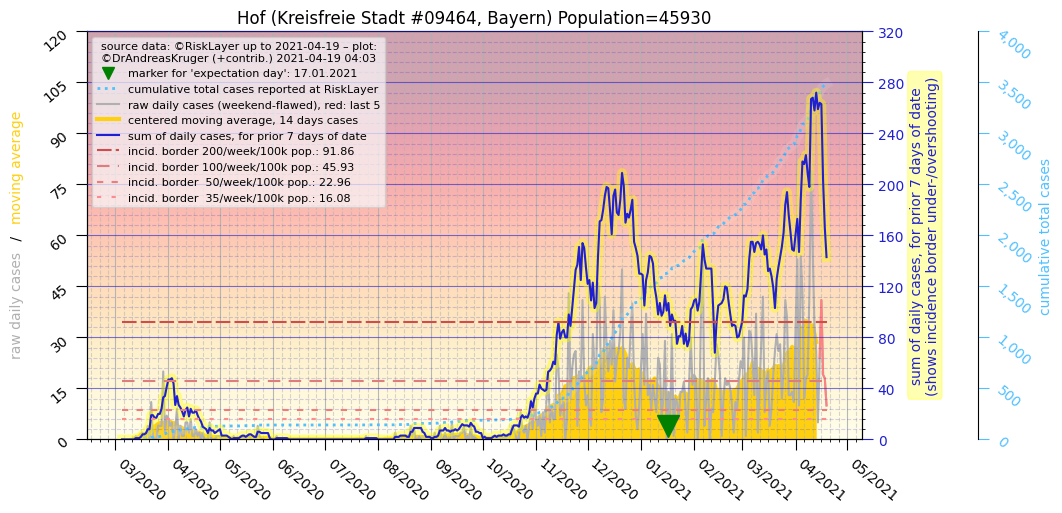 Hof (Kreisfreie Stadt #09464, Bayern) Population=45930
source data: ©RiskLayer up to 2021-04-19 – plot:
©DrAndreasKruger (+contrib.) 2021-04-19 04:03
marker for 'expectation day': 17.01.2021
cumulative total cases reported at RiskLayer
raw daily cases (weekend-flawed), red: last 5
centered moving average, 14 days cases
sum of daily cases, for prior 7 days of date
incid. border 200/week/100k pop.: 91.86
incid. border 100/week/100k pop.: 45.93
incid. border  50/week/100k pop.: 22.96
incid. border  35/week/100k pop.: 16.08
raw daily cases / moving average
120
105
90
75
60
45
30
15
0
03/2020
04/2020
05/2020
06/2020
07/2020
08/2020
09/2020
10/2020
11/2020
12/2020
01/2021
02/2021
03/2021
04/2021
05/2021
320
280
240
200
160
120
80
40
0
sum of daily cases, for prior 7 days of date
(shows incidence border under-/overshooting)
4,000
3,500
3,000
2,500
2,000
1,500
1,000
500
0
cumulative total cases